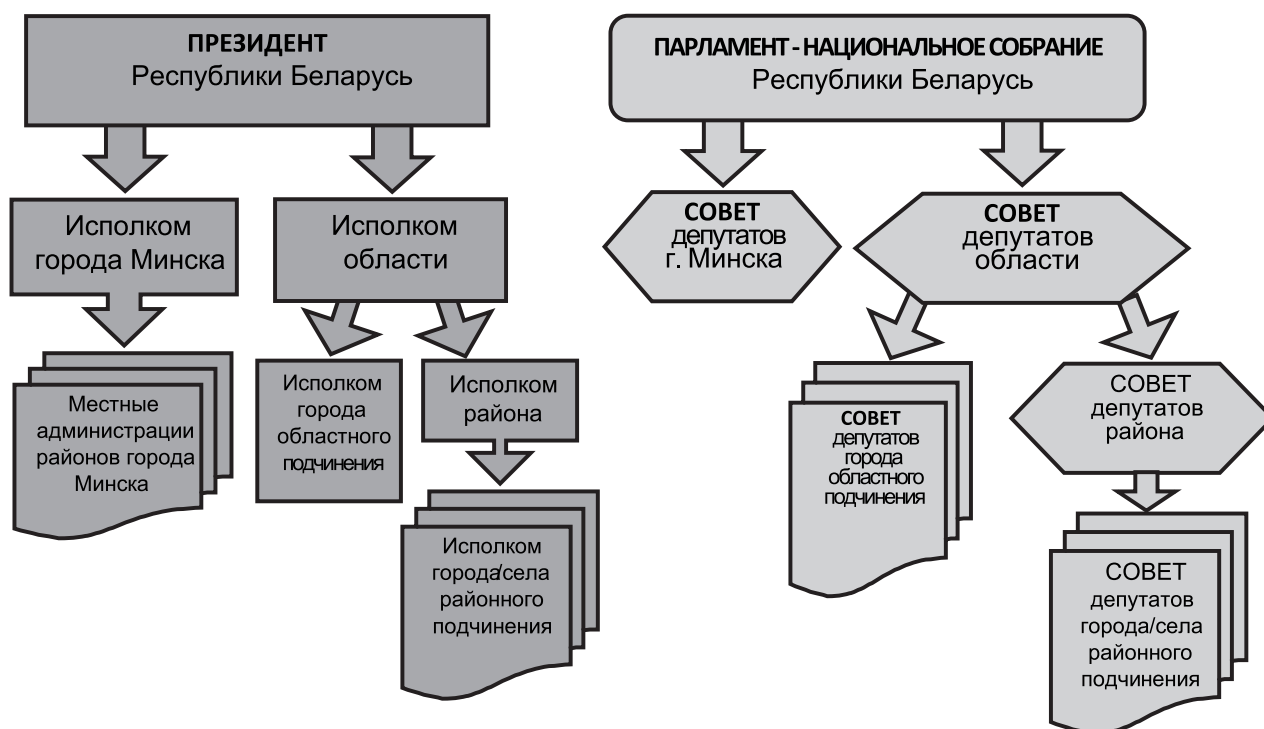 ПРЕЗИДЕНТ
Республики Беларусь
Исполком
города Минска
Исполком
области
Местные
администрации
районов города
Минска
Исполком
города
областного
подчинения
Исполком
района
Исполком
города/села
районного
подчинения
ПАРЛАМЕНТ - НАЦИОНАЛЬНОЕ СОБРАНИЕ
Республики Беларусь
СОВЕТ
депутатов
г. Минска
СОВЕТ
депутатов
области
СОВЕТ
депутатов
города
областного
подчинения
СОВЕТ
депутатов
района
СОВЕТ
депутатов
города/села
районного
подчинения